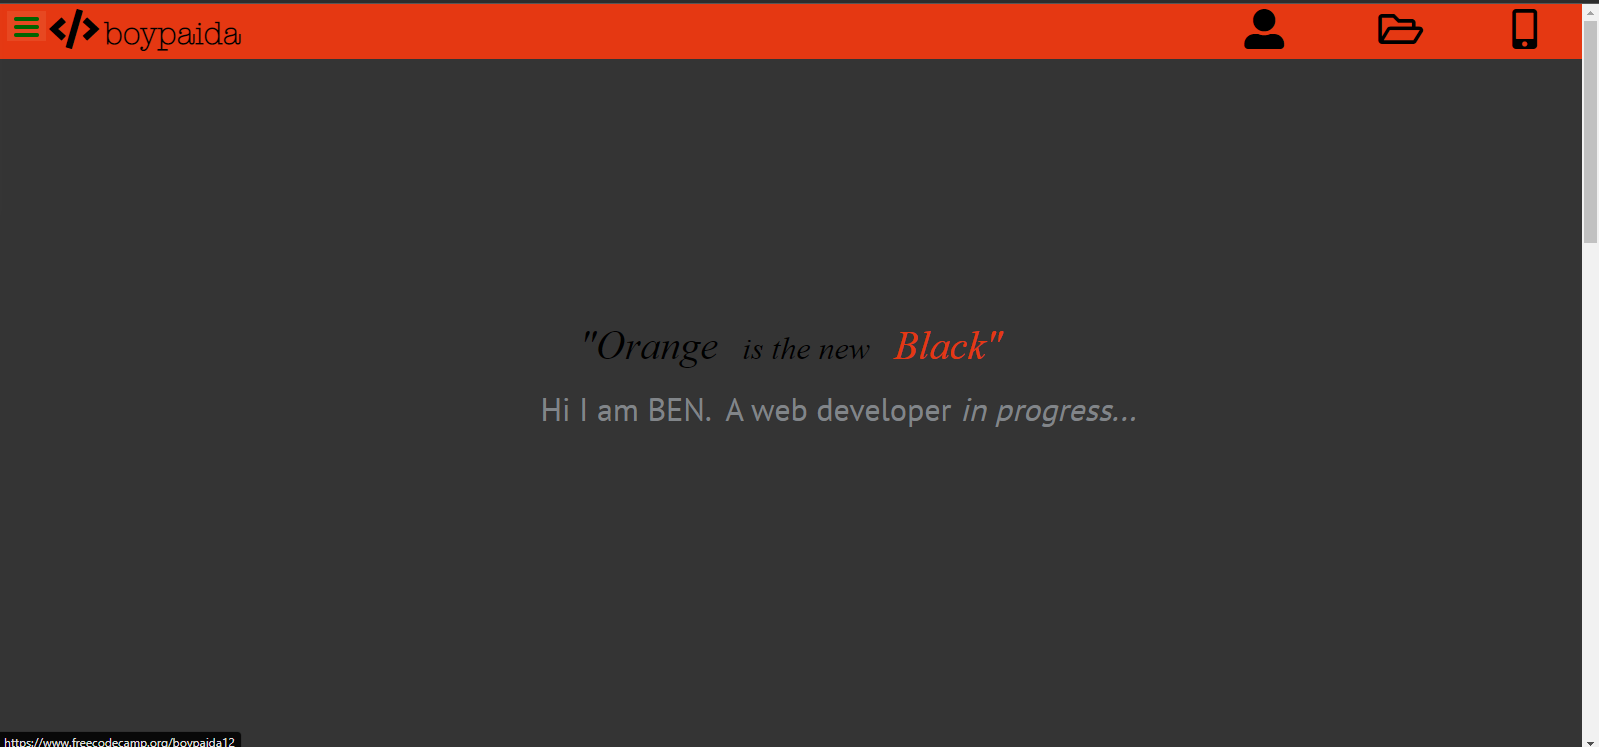 </> boypaida
"Orange is the new Black"
Hi I am BEN. A web developer in progress...
https://www.freecodecamp.org/boypaida12